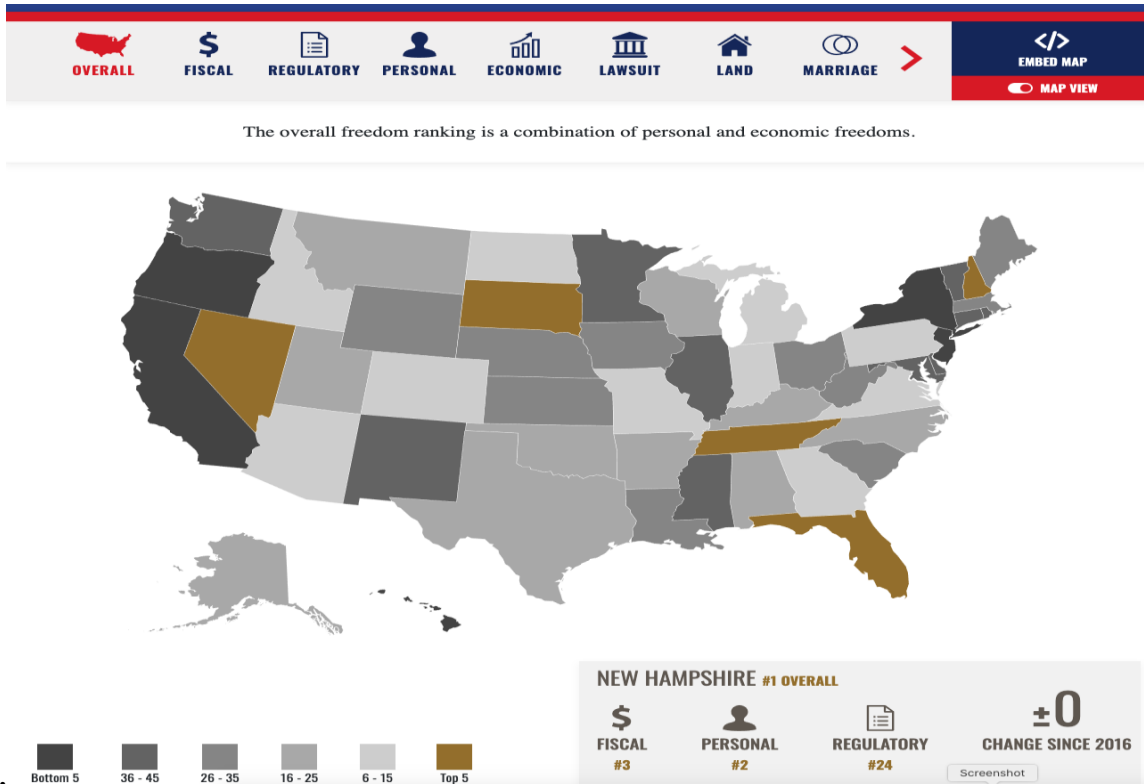 OVERALL
FISCAL
REGULATORY
PERSONAL
ECONOMIC
LAWSUIT
LAND
MARRIAGE
</>
EMBED MAP
MAP VIEW
The overall freedom ranking is a combination of personal and economic freedoms.
NEW HAMPSHIRE #1 OVERALL
$
FISCAL
#3
PERSONAL
#2
REGULATORY
#24
±0
CHANGE SINCE 2016
Screenshot
Bottom 5
36 - 45
26 - 35
16 - 25
6 - 15
Top 5